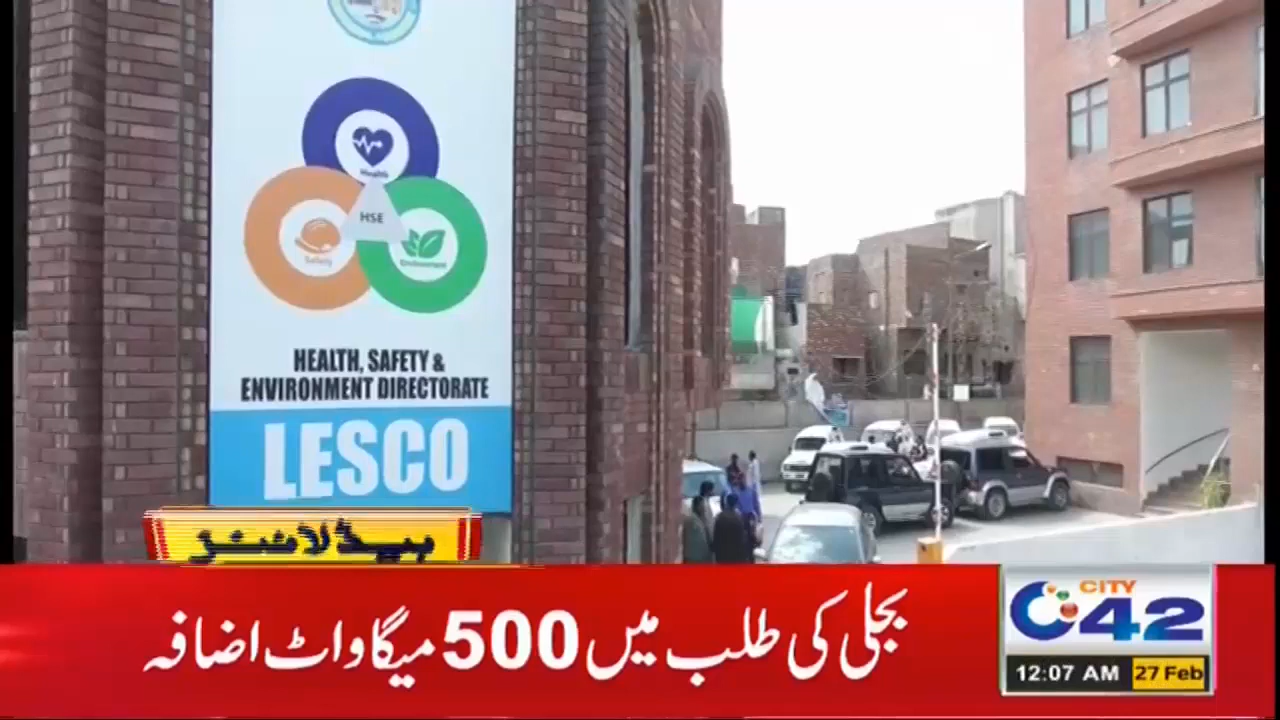 Health
HSE
Safety
Environment
HEALTH, SAFETY &
ENVIRONMENT DIRECTORATE
LESCO
ہیڈلائنز
بجلی کی طلب میں 500 میگاواٹ اضافہ
CITY
42
12:07 AM 27 Feb